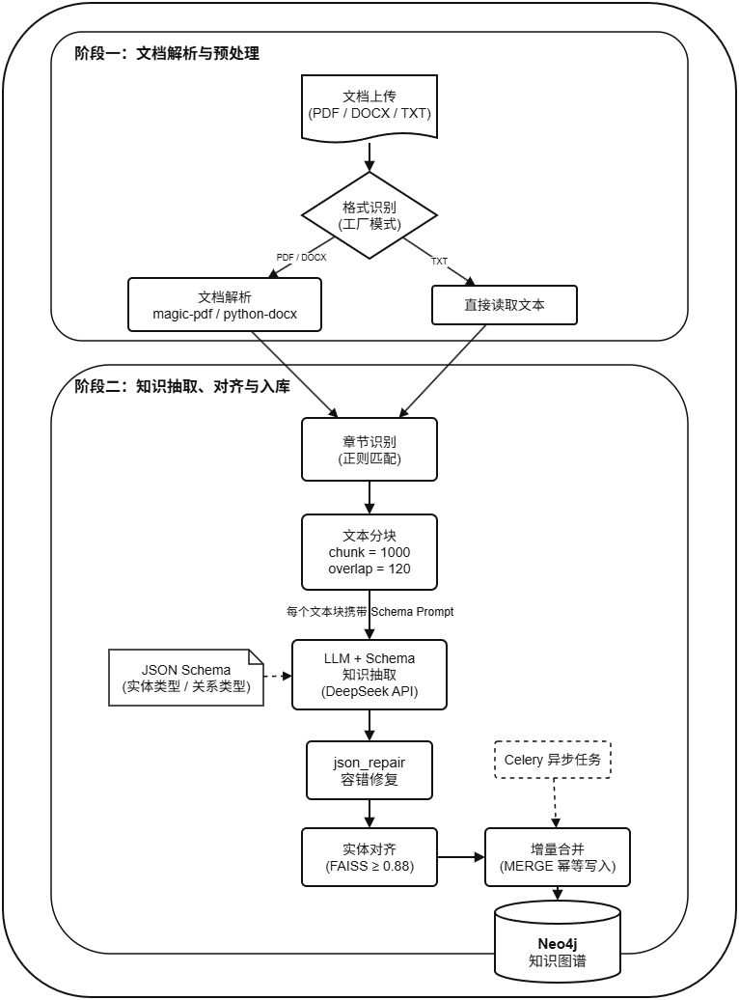 阶段一：文档解析与预处理
文档上传
(PDF / DOCX / TXT)
格式识别
(工厂模式)
PDF / DOCX
TXT
文档解析
magic-pdf / python-docx
直接读取文本
阶段二：知识抽取、对齐与入库
章节识别
(正则匹配)
文本分块
chunk = 1000
overlap = 120
每个文本块携带 Schema Prompt
JSON Schema
(实体类型 / 关系类型)
LLM + Schema
知识抽取
(DeepSeek API)
json_repair
容错修复
Celery 异步任务
实体对齐
(FAISS ≥ 0.88)
增量合并
(MERGE 幂等写入)
Neo4j
知识图谱